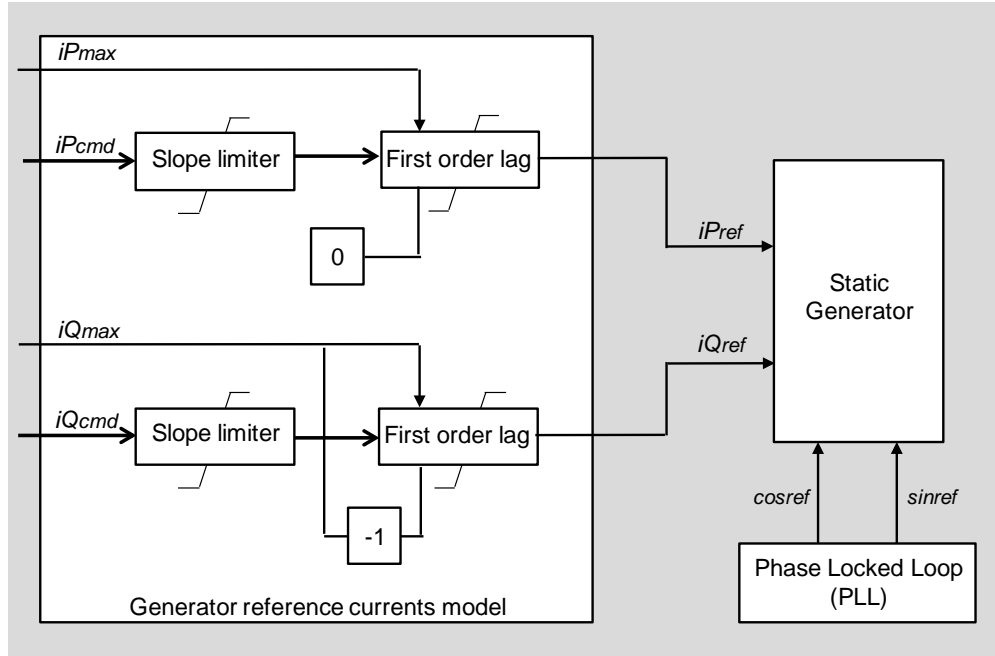 iPmax
iPcmd
Slope limiter
First order lag
0
iPref
iQmax
iQcmd
Slope limiter
First order lag
-1
iQref
Static
Generator
cosref
sinref
Phase Locked Loop
(PLL)
Generator reference currents model